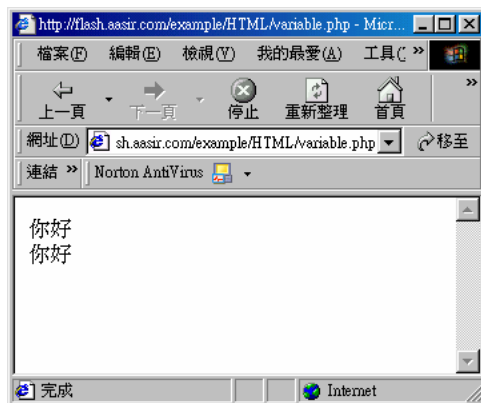 http://flash.aasir.com/example/HTML/variable.php - Micr...
檔案(F) 編輯(E) 檢視(V) 我的最愛(A) 工具( »
上一頁 下一頁 停止 重新整理 首頁 »
網址(D) sh.aasir.com/example/HTML/variable.php 移至
連結 » Norton AntiVirus
你好
你好
完成 Internet